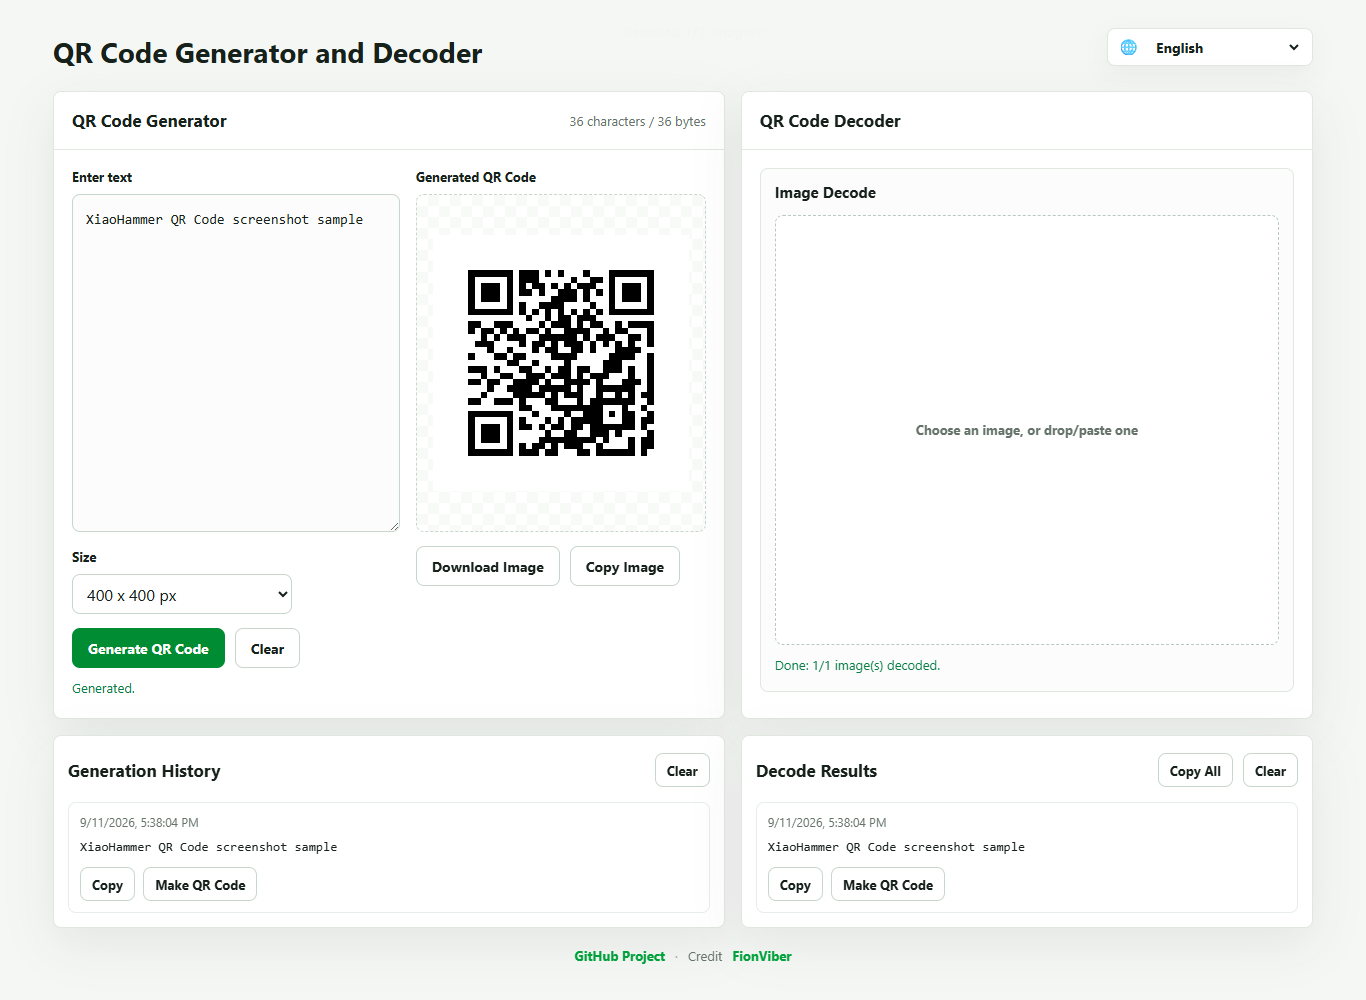 QR Code Generator and Decoder
English
QR Code Generator
36 characters / 36 bytes
Enter text
XiaoHammer QR Code screenshot sample
Generated QR Code
Download Image
Copy Image
Size
400 x 400 px
Generate QR Code
Clear
Generated.
QR Code Decoder
Image Decode
Choose an image, or drop/paste one
Done: 1/1 image(s) decoded.
Generation History
Clear
9/11/2026, 5:38:04 PM
XiaoHammer QR Code screenshot sample
Copy
Make QR Code
Decode Results
Copy All
Clear
9/11/2026, 5:38:04 PM
XiaoHammer QR Code screenshot sample
Copy
Make QR Code
GitHub Project · Credit FionViber